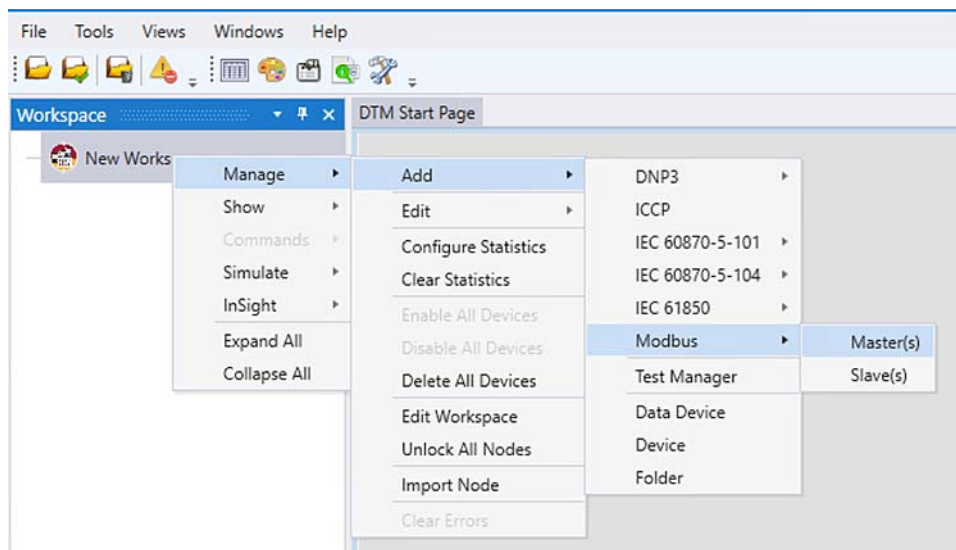 File Tools Views Windows Help
Workspace
DTM Start Page
New Works
Manage
Show
Commands
Simulate
InSight
Expand All
Collapse All
Add
Edit
Configure Statistics
Clear Statistics
Enable All Devices
Disable All Devices
Delete All Devices
Edit Workspace
Unlock All Nodes
Import Node
Clear Errors
DNP3
ICCP
IEC 60870-5-101
IEC 60870-5-104
IEC 61850
Modbus
Test Manager
Data Device
Device
Folder
Master(s)
Slave(s)